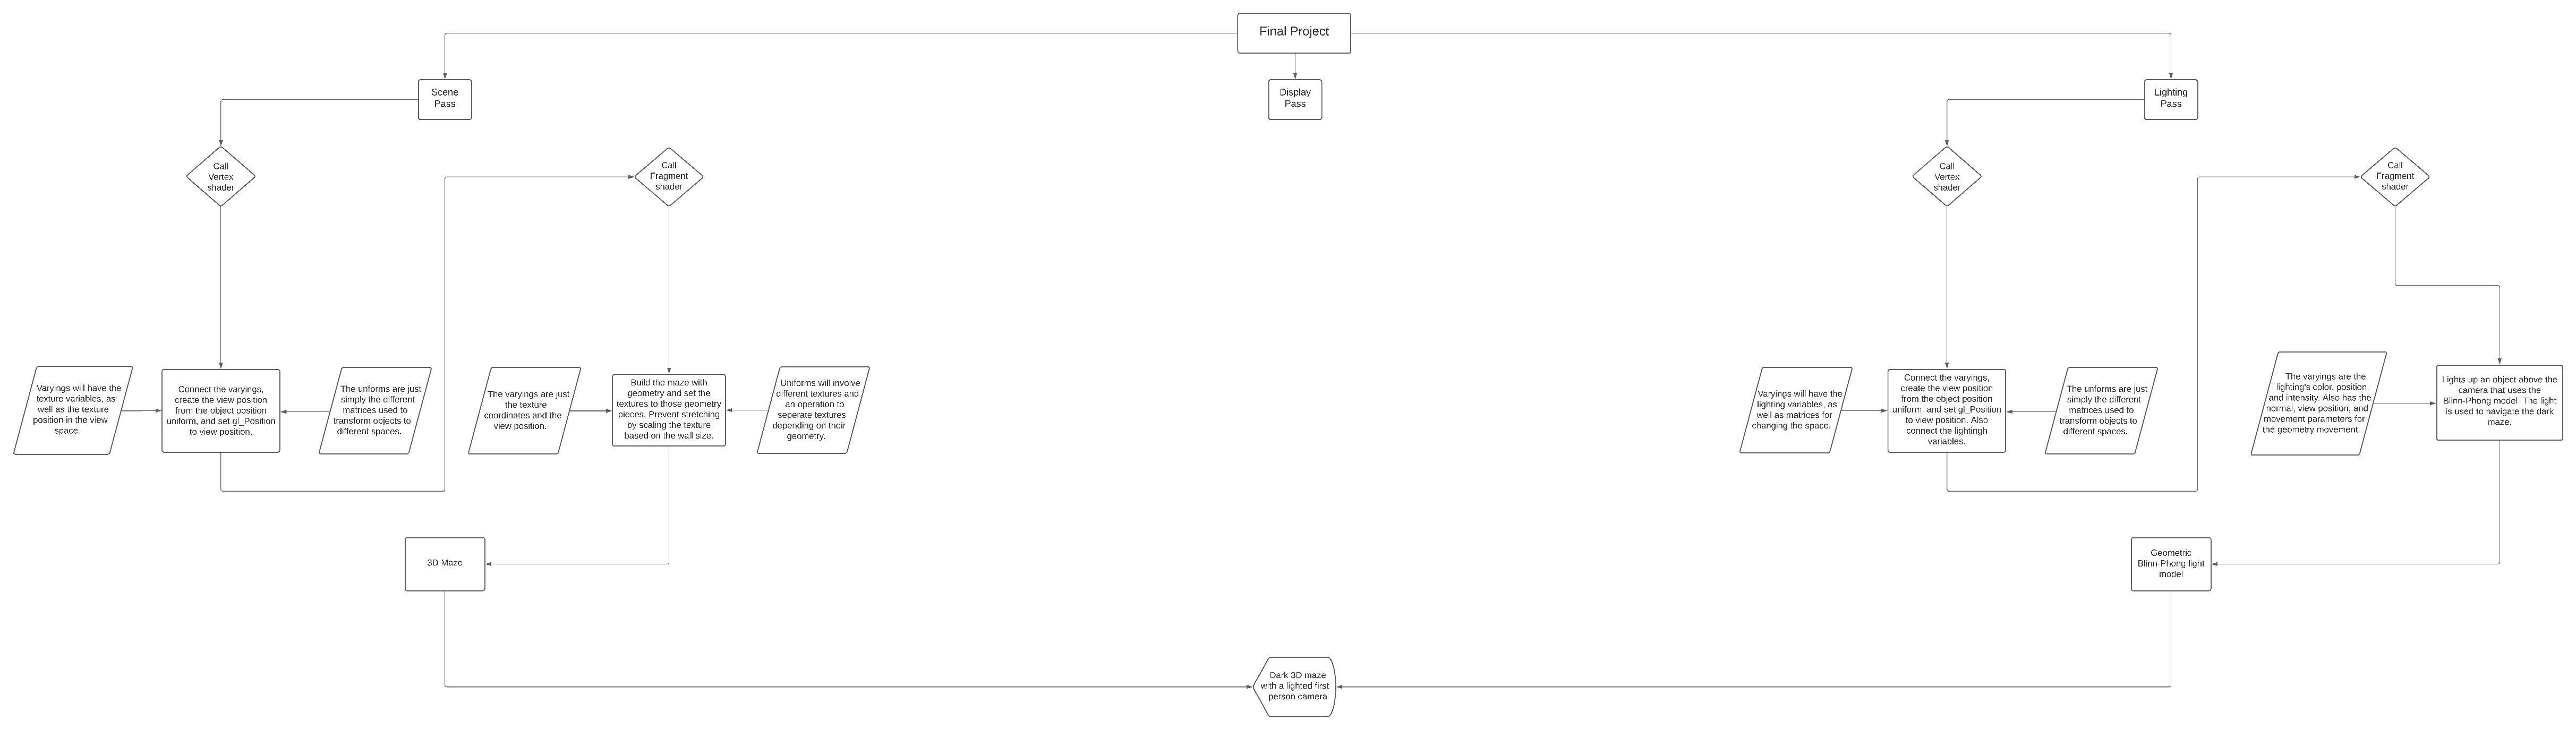 Final Project
Scene
Pass
Display
Pass
Lighting
Pass
Call
Vertex
shader
Call
Fragment
shader
Call
Vertex
shader
Call
Fragment
shader
Varyings will have the
texture variables, as
well as the texture
position in the view
space.
Connect the varyings,
create the view position
from the object position
uniform, and set gl_Position
to view position.
The unforms are just
simply the different
matrices used to
transform objects to
different spaces.
The varyings are just
the texture
coordinates and the
view position.
Build the maze with
geometry and set the
textures to those geometry
pieces. Prevent stretching
by scaling the texture
based on the wall size.
Uniforms will involve
different textures and
an operation to
seperate textures
depending on their
geometry.
Varyings will have the
lighting variables, as
well as matrices for
changing the space.
Connect the varyings,
create the view position
from the object position
uniform, and set gl_Position
to view position. Also
connect the lightingh
variables.
The unforms are just
simply the different
matrices used to
transform objects to
different spaces.
The varyings are the
lighting's color, position,
and intensity. Also has the
normal, view position, and
movement parameters for
the geometry movement.
Lights up an object above the
camera that uses the
Blinn-Phong model. The light
is used to navigate the dark
maze.
3D Maze
Geometric
Blinn-Phong light
model
Dark 3D maze
with a lighted first
person camera